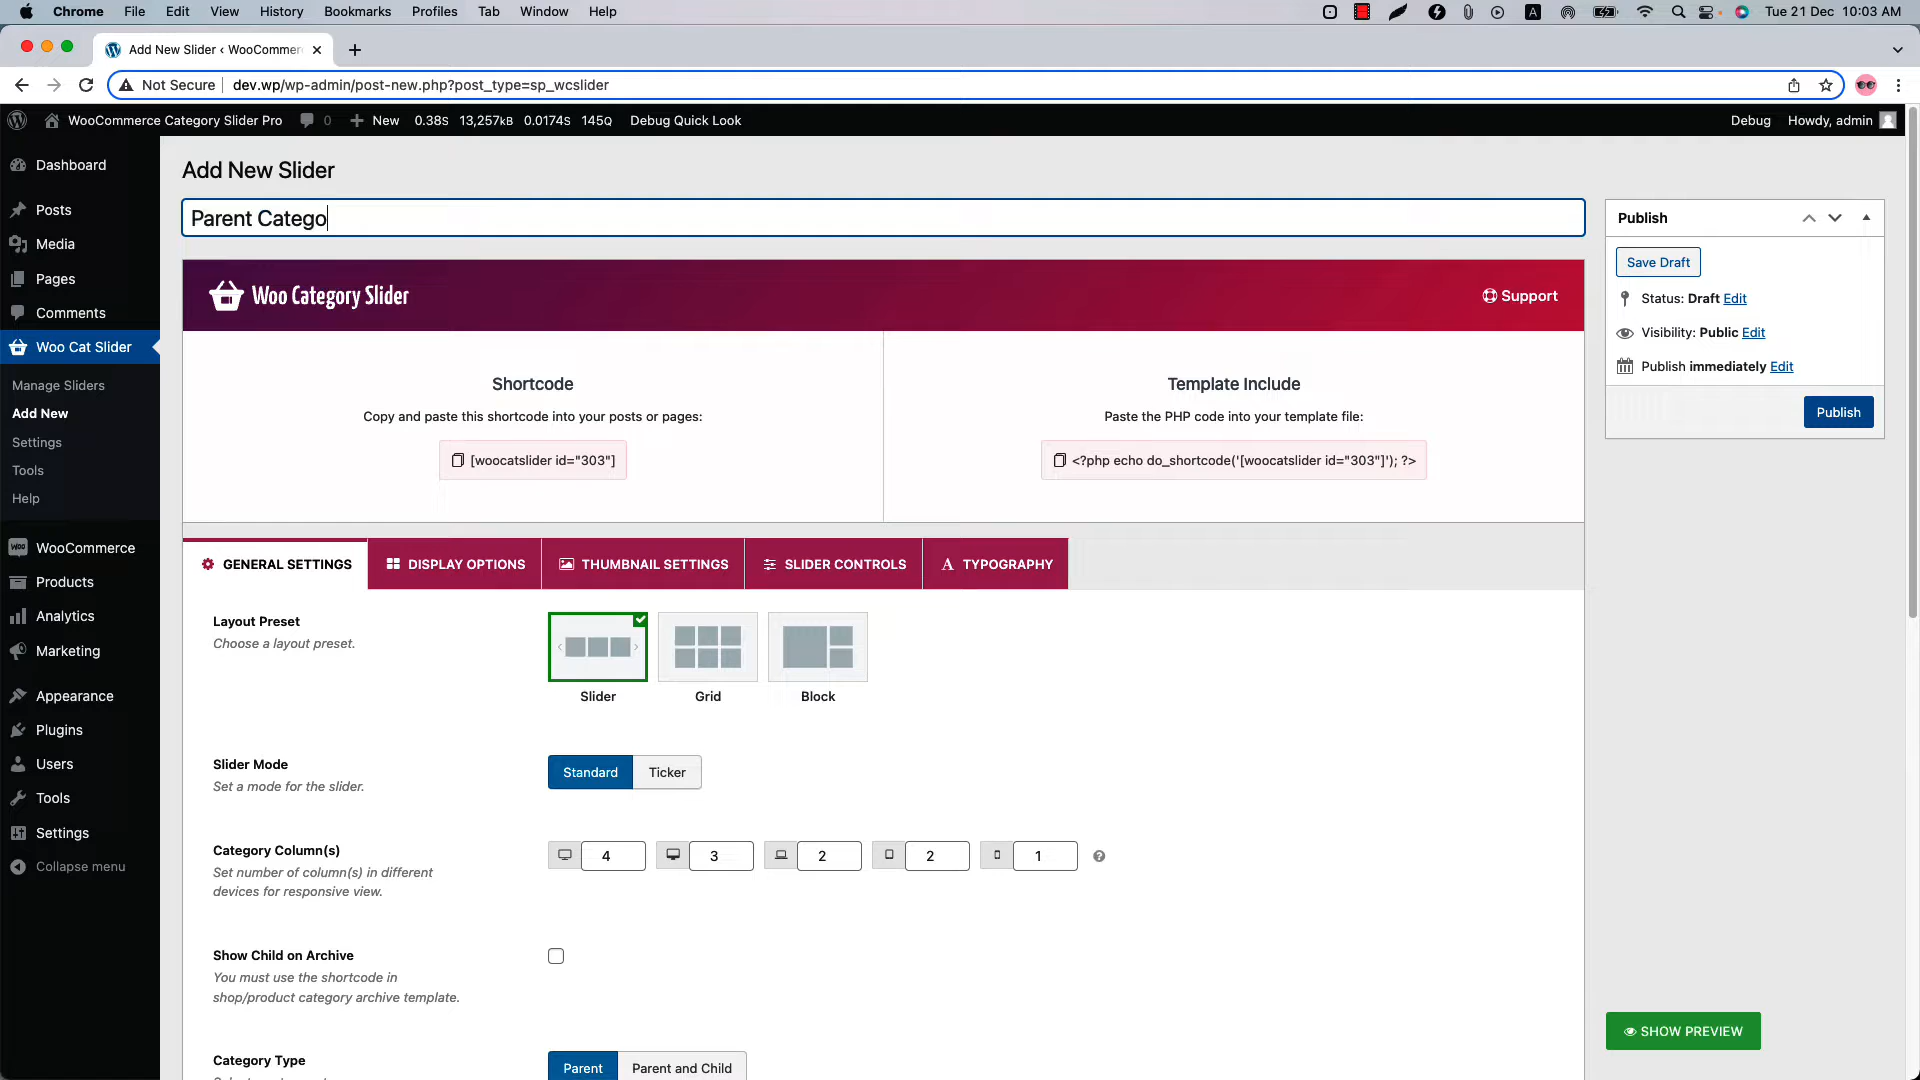 Chrome File Edit View History Bookmarks Profiles Tab Window Help
Tue 21 Dec 10:03 AM
Add New Slider ‹ WooCommer
Not Secure dev.wp/wp-admin/post-new.php?post_type=sp_wcslider
WooCommerce Category Slider Pro 0 New 0.38S 13,257KB 0.0174S 145Q Debug Quick Look Debug Howdy, admin
Dashboard
Posts
Media
Pages
Comments
Woo Cat Slider
Manage Sliders
Add New
Settings
Tools
Help
WooCommerce
Products
Analytics
Marketing
Appearance
Plugins
Users
Tools
Settings
Collapse menu
Add New Slider
Parent Catego
Woo Category Slider
Support
Shortcode
Copy and paste this shortcode into your posts or pages:
[woocatslider id="303"]
Template Include
Paste the PHP code into your template file:
<?php echo do_shortcode('[woocatslider id="303"]'); ?>
GENERAL SETTINGS DISPLAY OPTIONS THUMBNAIL SETTINGS SLIDER CONTROLS TYPOGRAPHY
Layout Preset
Choose a layout preset.
Slider Grid Block
Slider Mode
Set a mode for the slider.
Standard Ticker
Category Column(s)
Set number of column(s) in different
devices for responsive view.
4 3 2 2 1
Show Child on Archive
You must use the shortcode in
shop/product category archive template.
Category Type
Parent Parent and Child
Publish
Save Draft
Status: Draft Edit
Visibility: Public Edit
Publish immediately Edit
Publish
SHOW PREVIEW